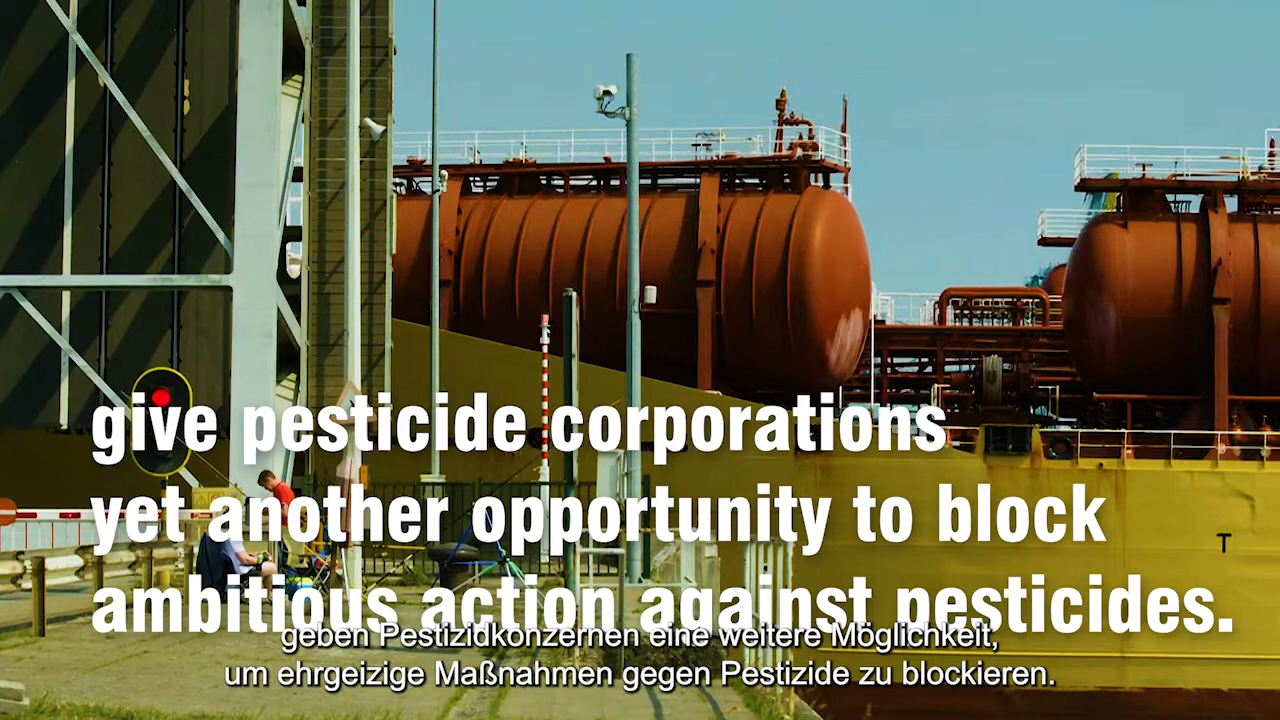 give pesticide corporations
yet another opportunity to block
ambitious action against pesticides.
geben Pestizidkonzernen eine weitere Möglichkeit,
um ehrgeizige Maßnahmen gegen Pestizide zu blockieren.
T